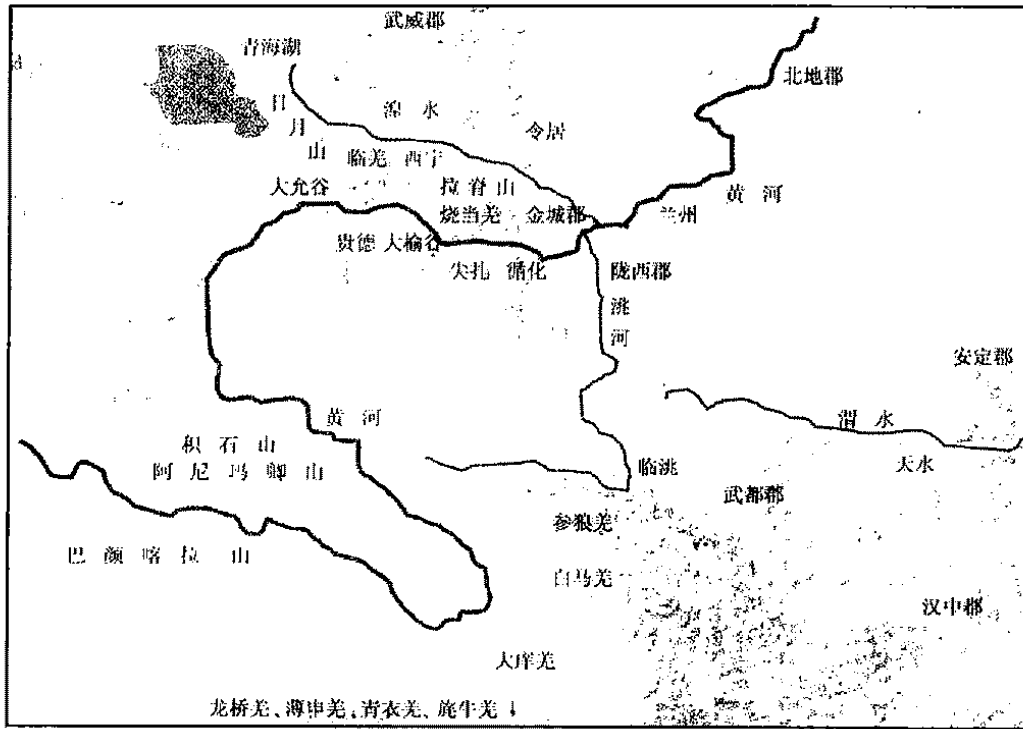 武威郡
青海湖
北地郡
日月山
湟水
令居
临羌 西宁
大允谷
拉脊山
黄河
烧当羌 金城郡
兰州
贵德 大榆谷
尖扎 循化
陇西郡
洮河
安定郡
黄河
渭水
积石山
阿尼玛卿山
临洮
天水
武都郡
参狼羌
巴颜喀拉山
白马羌
汉中郡
大牂羌
龙桥羌、薄申羌、青衣羌、旄牛羌↓